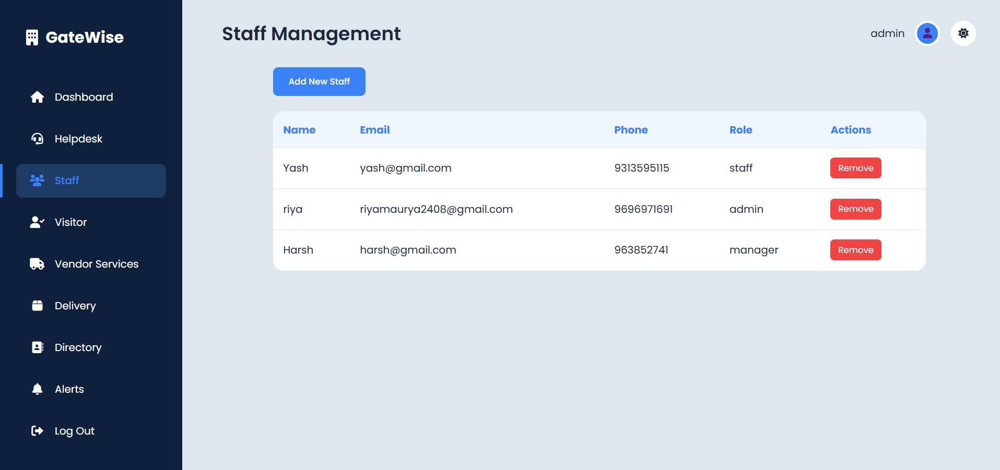 GateWise
Dashboard
Helpdesk
Staff
Visitor
Vendor Services
Delivery
Directory
Alerts
Log Out
Staff Management
admin
Add New Staff
Name Email Phone Role Actions
Yash yash@gmail.com 9313595115 staff Remove
riya riyamaurya2408@gmail.com 9696971691 admin Remove
Harsh harsh@gmail.com 963852741 manager Remove